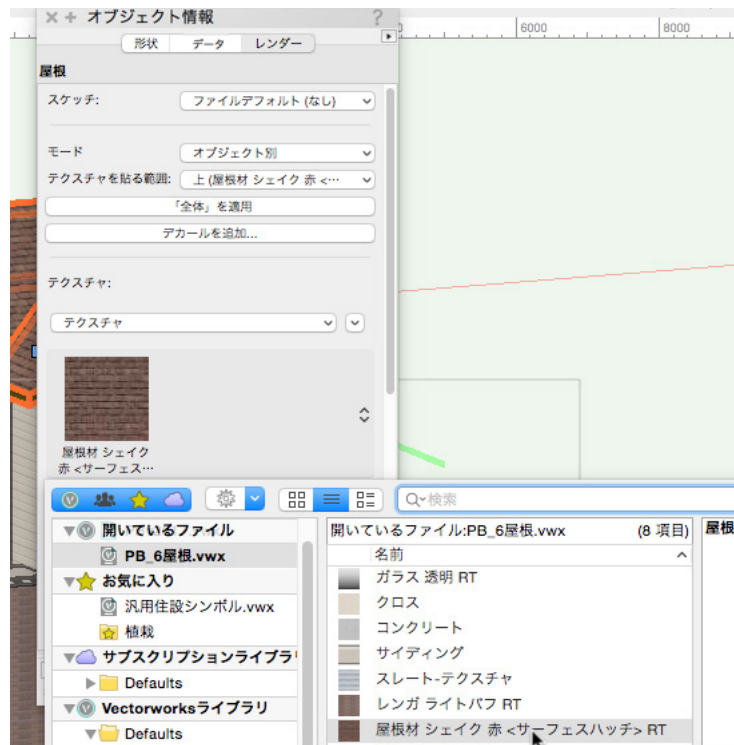 オブジェクト情報
?
6000
8000
形状
データ
レンダー
屋根
スケッチ:
ファイルデフォルト (なし)
モード
オブジェクト別
テクスチャを貼る範囲:
上 (屋根材 シェイク 赤 <…
「全体」を適用
デカールを追加...
テクスチャ:
テクスチャ
屋根材 シェイク
赤 <サーフェス…
検索
開いているファイル
PB_6屋根.vwx
お気に入り
汎用住設シンボル.vwx
植栽
サブスクリプションライブラ
Defaults
Vectorworksライブラリ
Defaults
開いているファイル:PB_6屋根.vwx
(8 項目)
名前
ガラス 透明 RT
クロス
コンクリート
サイディング
スレート-テクスチャ
レンガ ライトバフ RT
屋根材 シェイク 赤 <サーフェスハッチ> RT
屋根